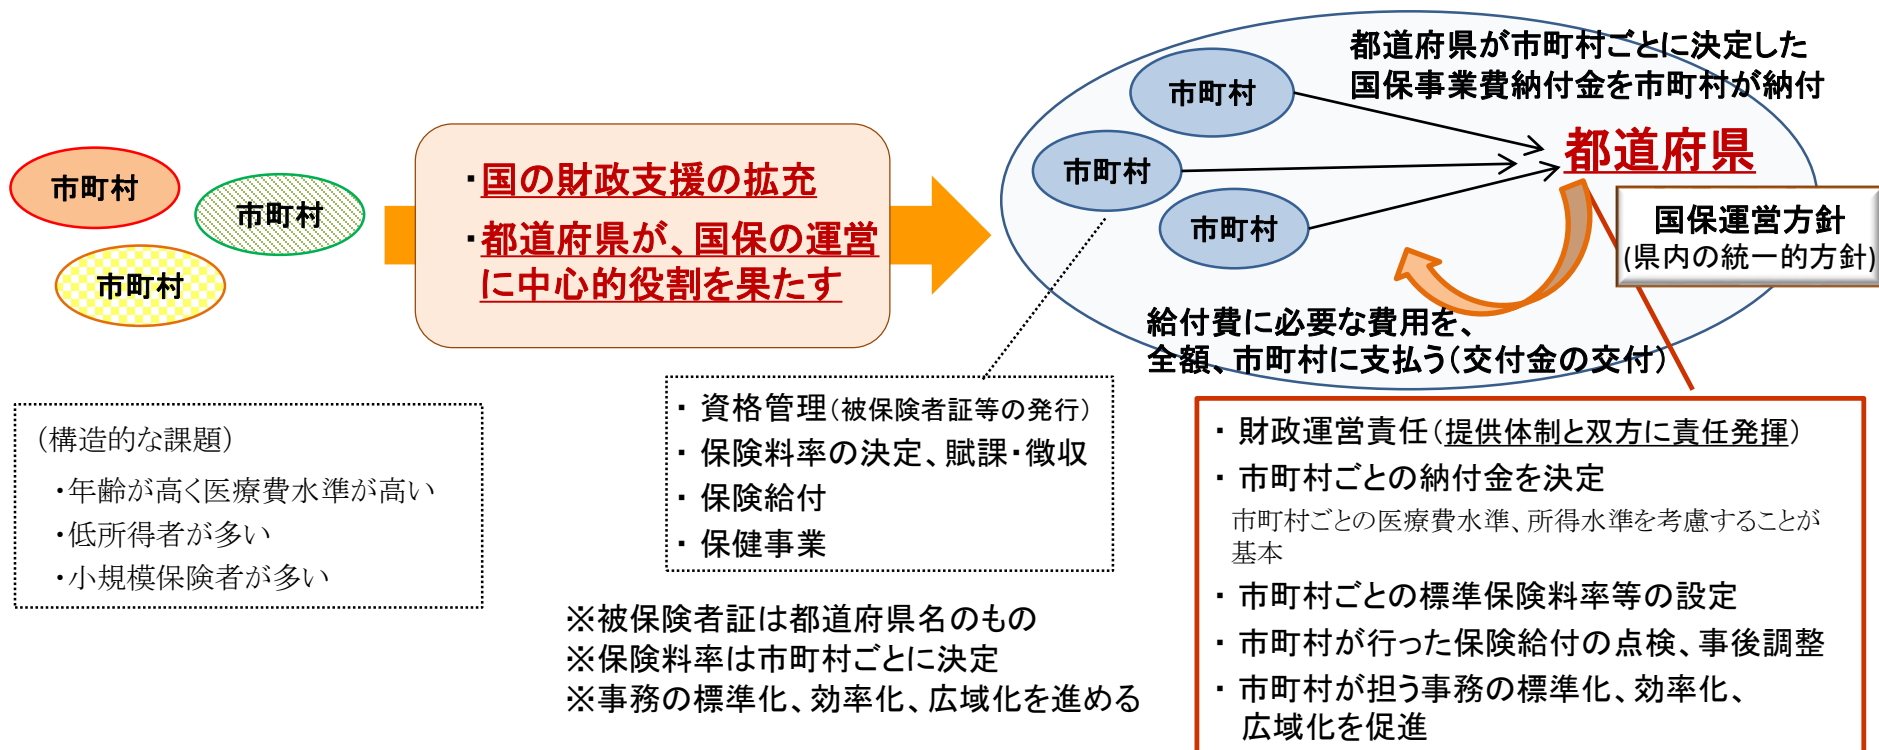 市町村
市町村
市町村
・国の財政支援の拡充
・都道府県が、国保の運営
に中心的役割を果たす
(構造的な課題)
・年齢が高く医療費水準が高い
・低所得者が多い
・小規模保険者が多い
都道府県が市町村ごとに決定した
国保事業費納付金を市町村が納付
市町村
市町村
市町村
都道府県
国保運営方針
(県内の統一的方針)
給付費に必要な費用を、
全額、市町村に支払う(交付金の交付)
・ 資格管理(被保険者証等の発行)
・ 保険料率の決定、賦課・徴収
・ 保険給付
・ 保健事業
※被保険者証は都道府県名のもの
※保険料率は市町村ごとに決定
※事務の標準化、効率化、広域化を進める
・ 財政運営責任(提供体制と双方に責任発揮)
・ 市町村ごとの納付金を決定
市町村ごとの医療費水準、所得水準を考慮することが
基本
・ 市町村ごとの標準保険料率等の設定
・ 市町村が行った保険給付の点検、事後調整
・ 市町村が担う事務の標準化、効率化、
広域化を促進